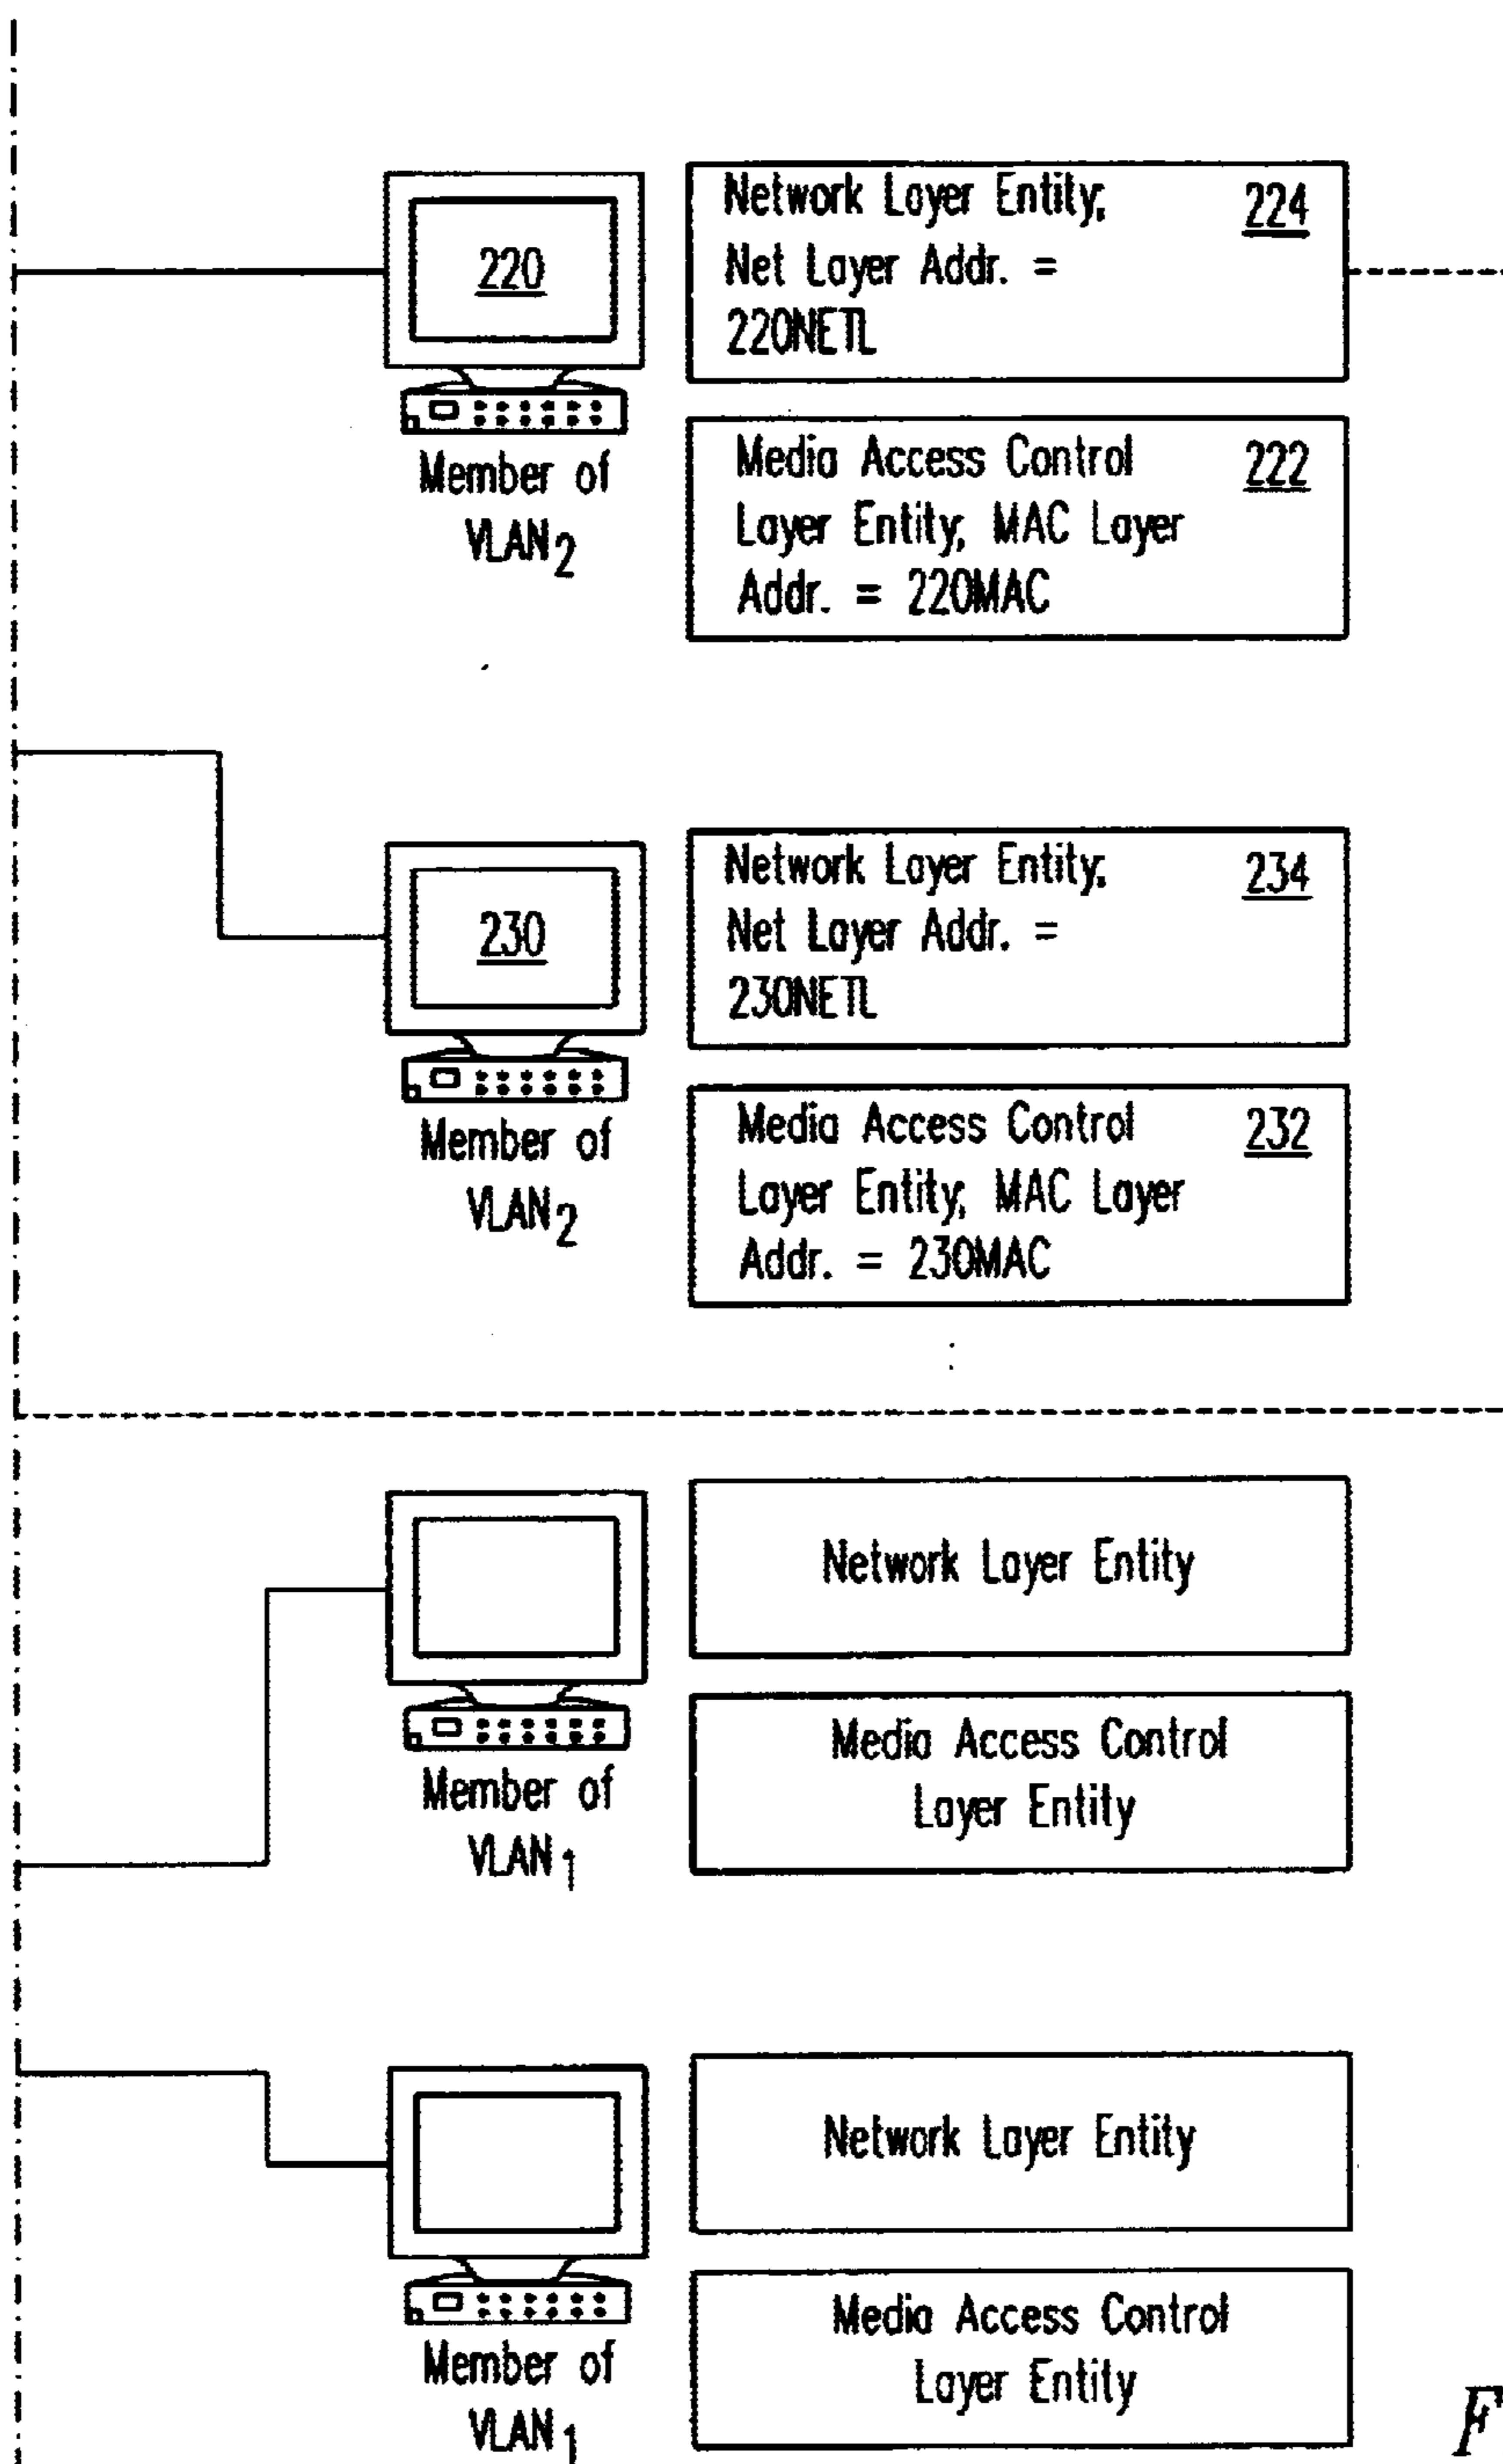 220
Member of
VLAN2
Network Layer Entity; 224
Net Layer Addr. =
220NETL
Media Access Control 222
Layer Entity, MAC Layer
Addr. = 220MAC
230
Member of
VLAN2
Network Layer Entity; 234
Net Layer Addr. =
230NETL
Media Access Control 232
Layer Entity, MAC Layer
Addr. = 230MAC
Member of
VLAN1
Network Layer Entity
Media Access Control
Layer Entity
Member of
VLAN1
Network Layer Entity
Media Access Control
Layer Entity
F